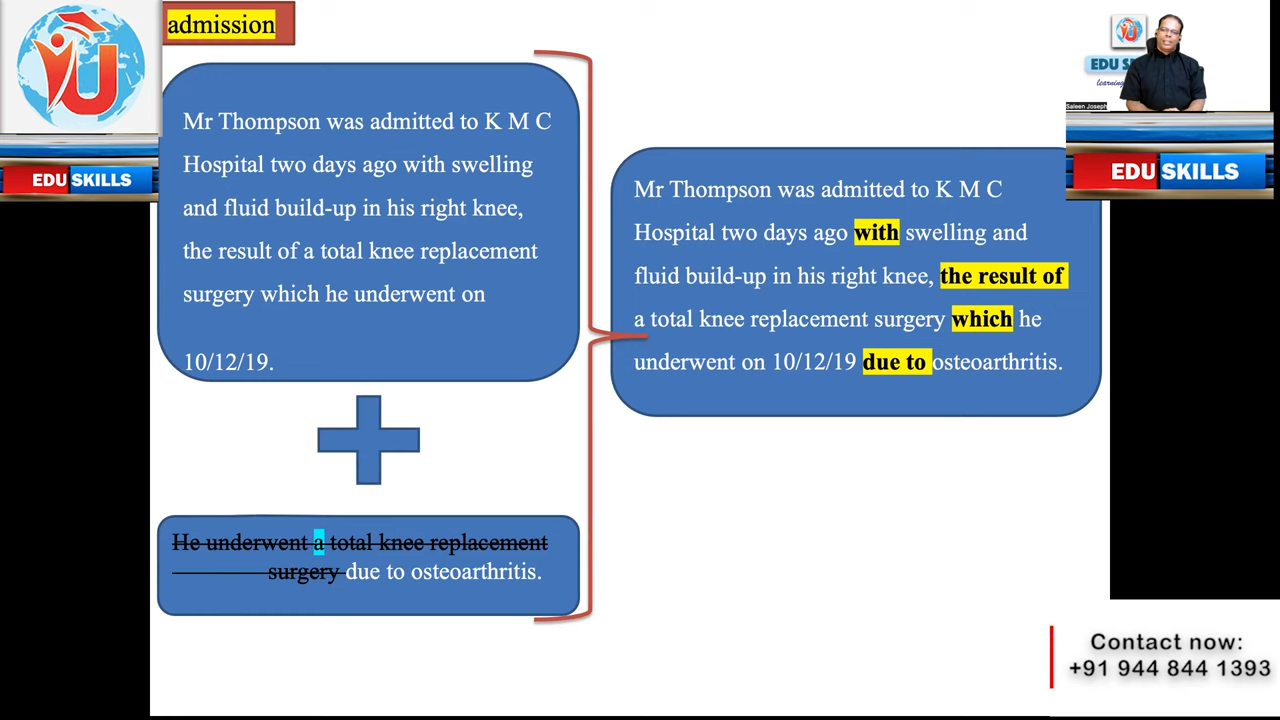 admission
EDU SKILLS
Mr Thompson was admitted to K M C
Hospital two days ago with swelling
and fluid build-up in his right knee,
the result of a total knee replacement
surgery which he underwent on
10/12/19.
He underwent a total knee replacement
surgery due to osteoarthritis.
Mr Thompson was admitted to K M C
Hospital two days ago with swelling and
fluid build-up in his right knee, the result of
a total knee replacement surgery which he
underwent on 10/12/19 due to osteoarthritis.
EDU
learning
Saleen Joseph
EDU SKILLS
Contact now:
+91 944 844 1393